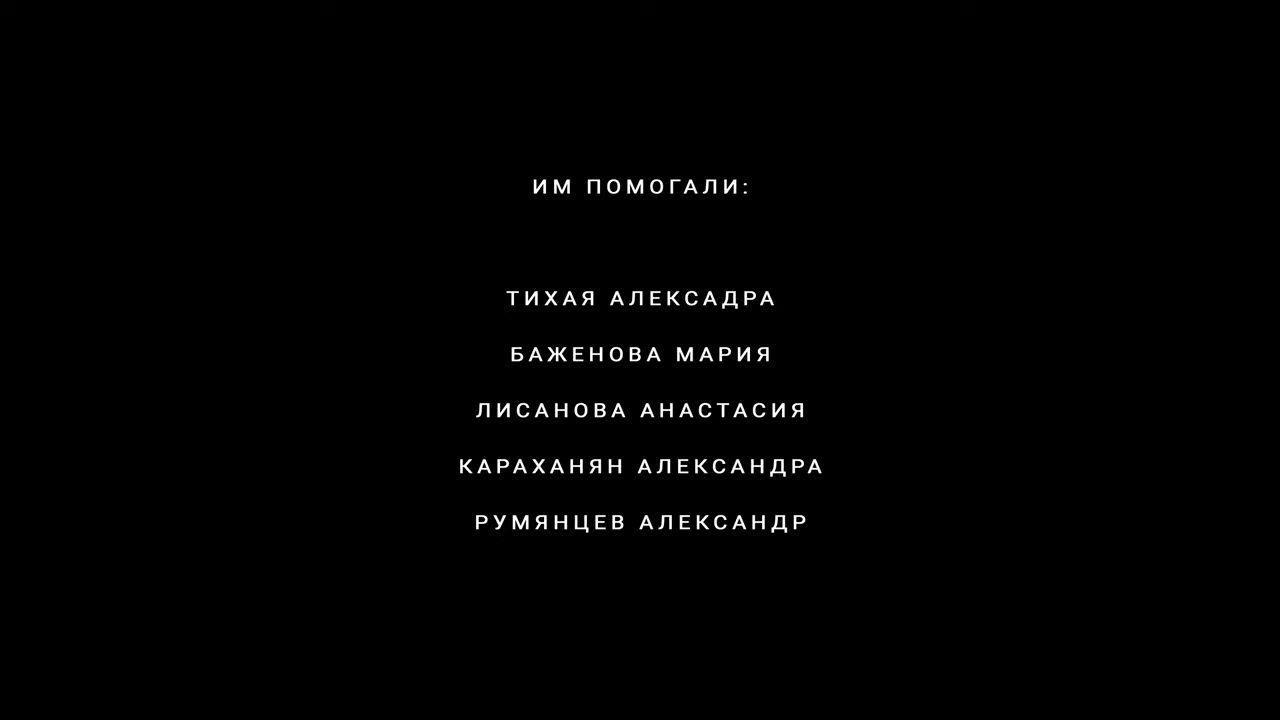 ИМ ПОМОГАЛИ:
ТИХАЯ АЛЕКСАДРА
БАЖЕНОВА МАРИЯ
ЛИСАНОВА АНАСТАСИЯ
КАРАХАНЯН АЛЕКСАНДРА
РУМЯНЦЕВ АЛЕКСАНДР